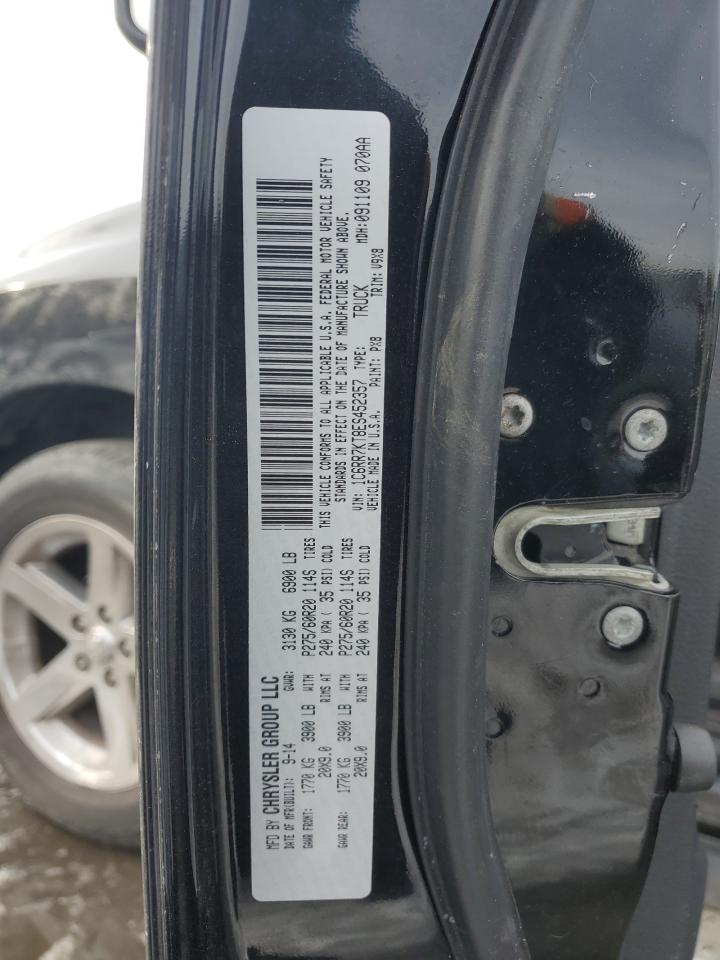 MFD BY CHRYSLER GROUP LLC
DATE OF MFR(BUILT): 9-14 GVWR: 3130 KG 6900 LB
GAWR FRONT: 1770 KG 3900 LB WITH P275/60R20 114S TIRES
20X9.0 RIMS AT 240 KPA ( 35 PSI) COLD
GAWR REAR: 1770 KG 3900 LB WITH P275/60R20 114S TIRES
20X9.0 RIMS AT 240 KPA ( 35 PSI) COLD
THIS VEHICLE CONFORMS TO ALL APPLICABLE U.S.A. FEDERAL MOTOR VEHICLE SAFETY
STANDARDS IN EFFECT ON THE DATE OF MANUFACTURE SHOWN ABOVE.
VIN: 1C6RR7KT8ES452357 TYPE: TRUCK MDH:091109 070AA
VEHICLE MADE IN U.S.A. PAINT: PX8 TRIM: V9X8